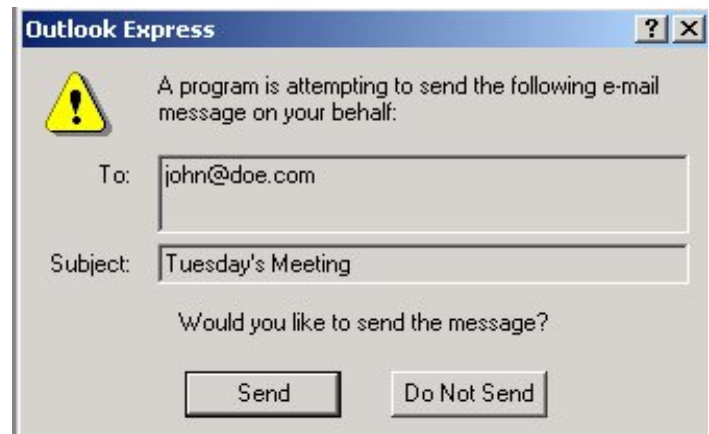 Outlook Express
A program is attempting to send the following e-mail
message on your behalf:
To: john@doe.com
Subject: Tuesday's Meeting
Would you like to send the message?
Send Do Not Send